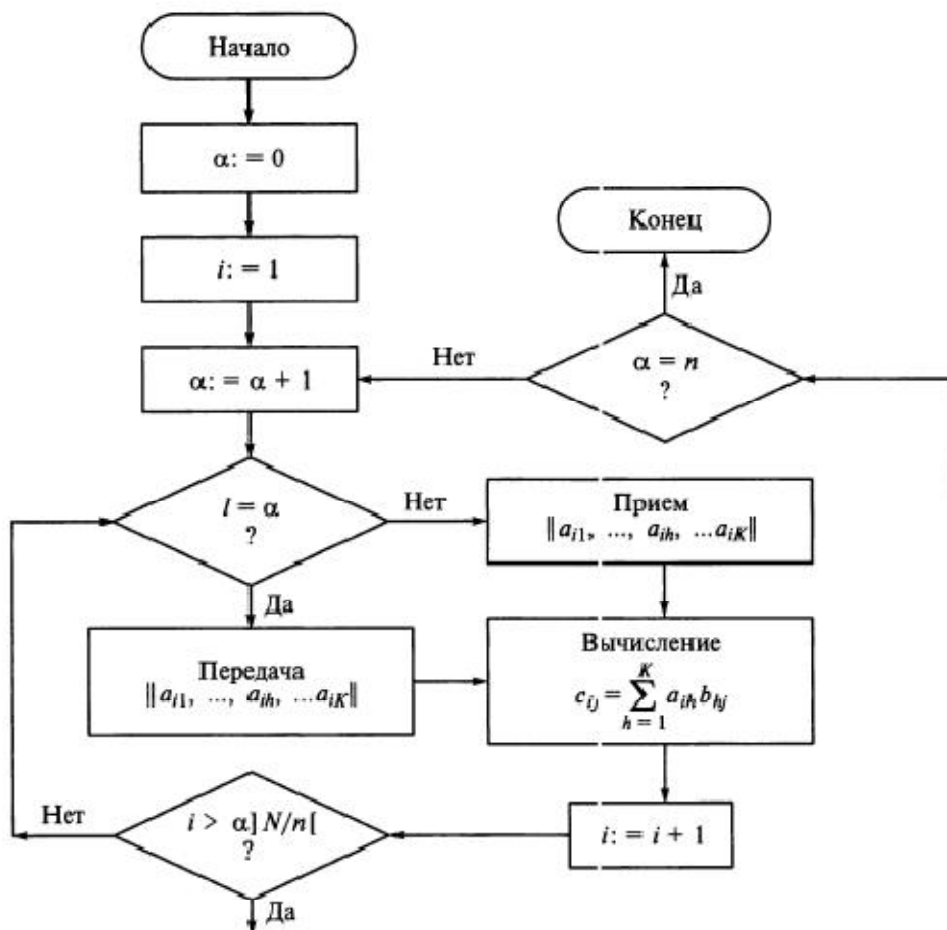 Начало
α: = 0
i: = 1
α: = α + 1
Конец
Да
α = n
?
Нет
l = α
?
Нет
Да
Прием
‖a_{i1}, ..., a_{ih}, ...a_{iK}‖
Передача
‖a_{i1}, ..., a_{ih}, ...a_{iK}‖
Вычисление
c_{ij} = \sum_{h = 1}^{K} a_{ih} b_{hj}
i: = i + 1
i > α] N/n [
?
Нет
Да